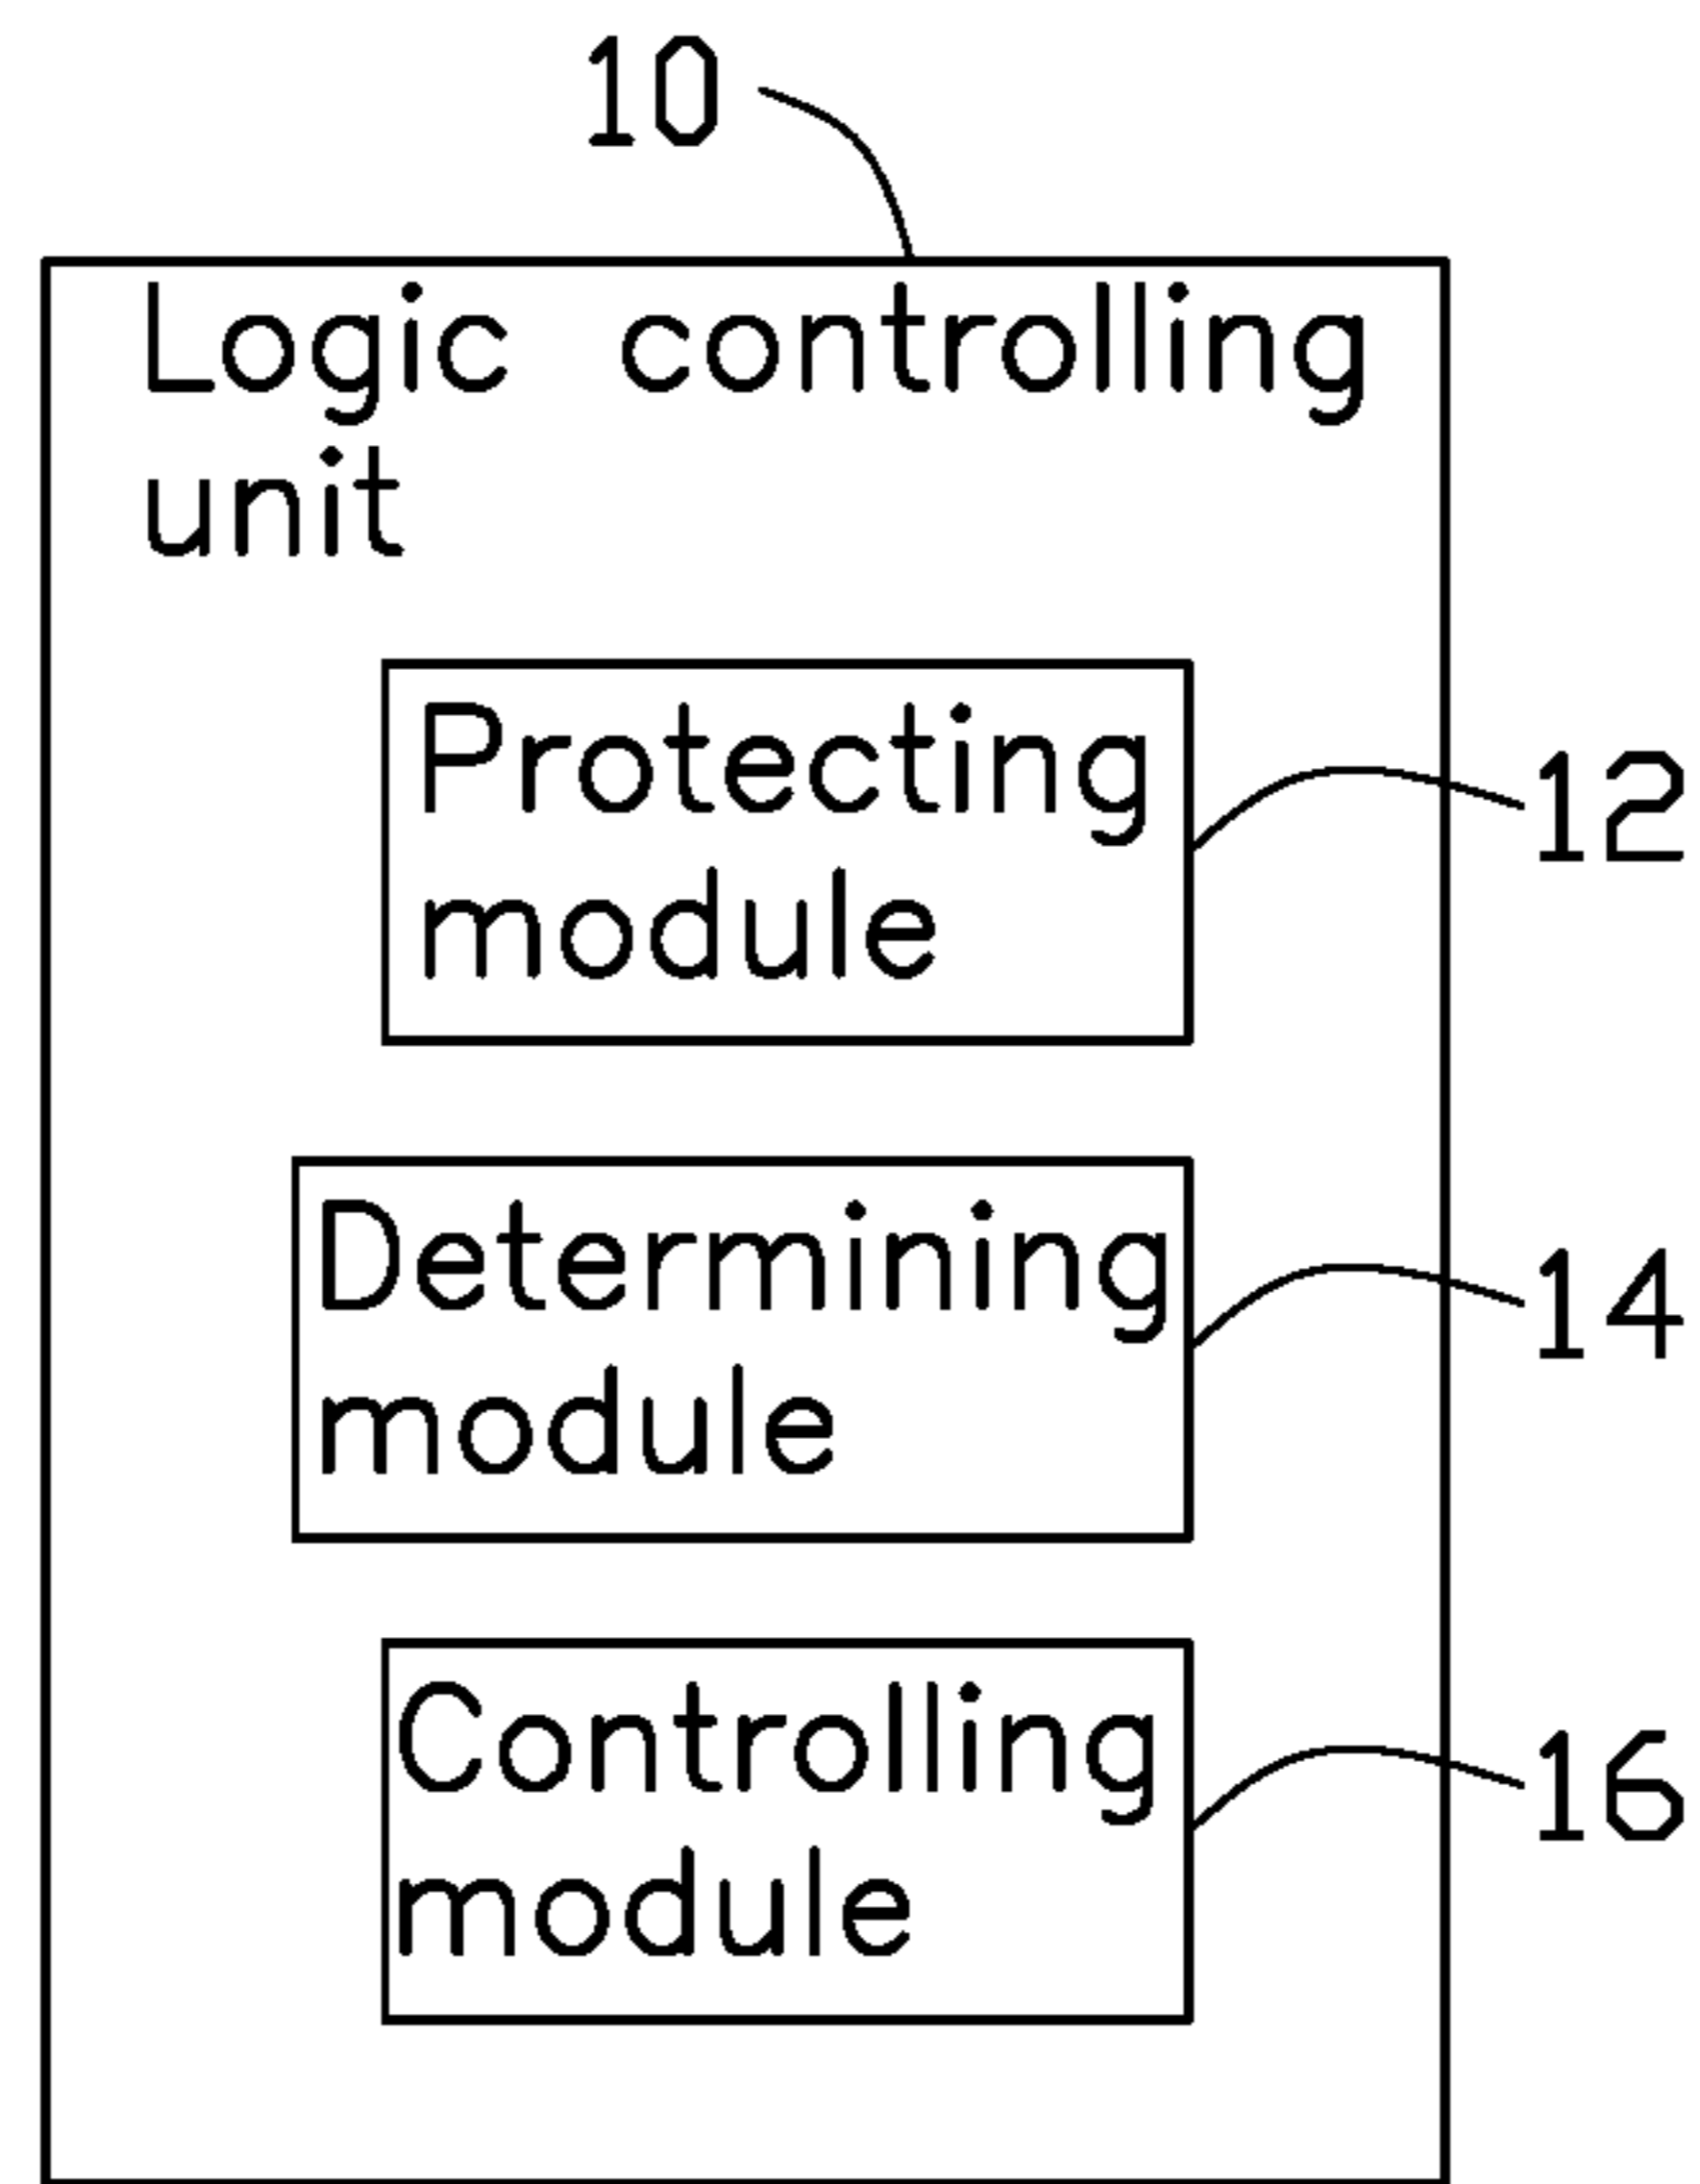 10
Logic controlling
unit
Protecting
module
12
Determining
module
14
Controlling
module
16